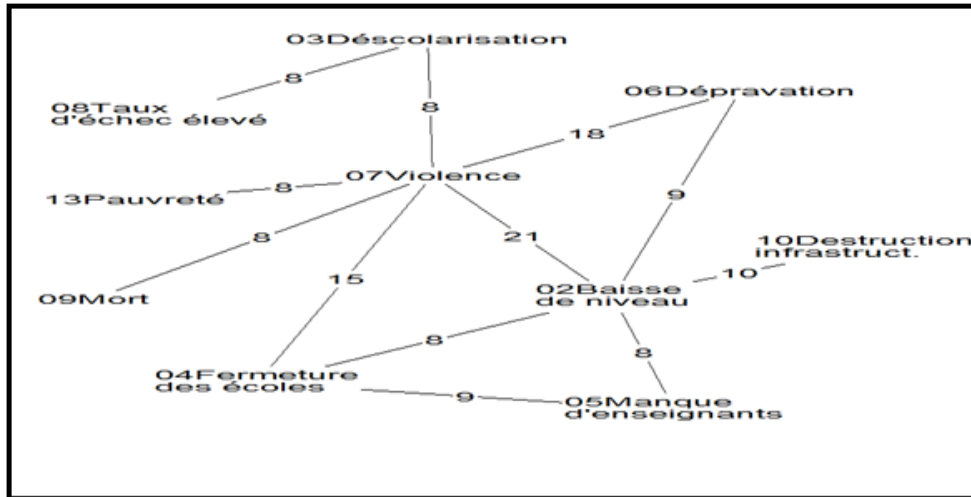 03Déscolarisation
8
08Taux
d'échec élevé
8
06Dépravation
18
07Violence
13Pauvreté
8
9
8
21
10Destruction
infrastruct.
10
15
02Baisse
de niveau
09Mort
8
8
04Fermeture
des écoles
9
05Manque
d'enseignants